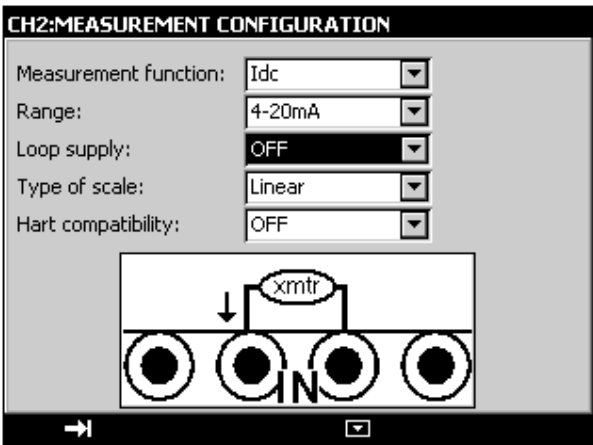 CH2:MEASUREMENT CONFIGURATION
Measurement function: Idc
Range: 4-20mA
Loop supply: OFF
Type of scale: Linear
Hart compatibility: OFF
xmtr
IN